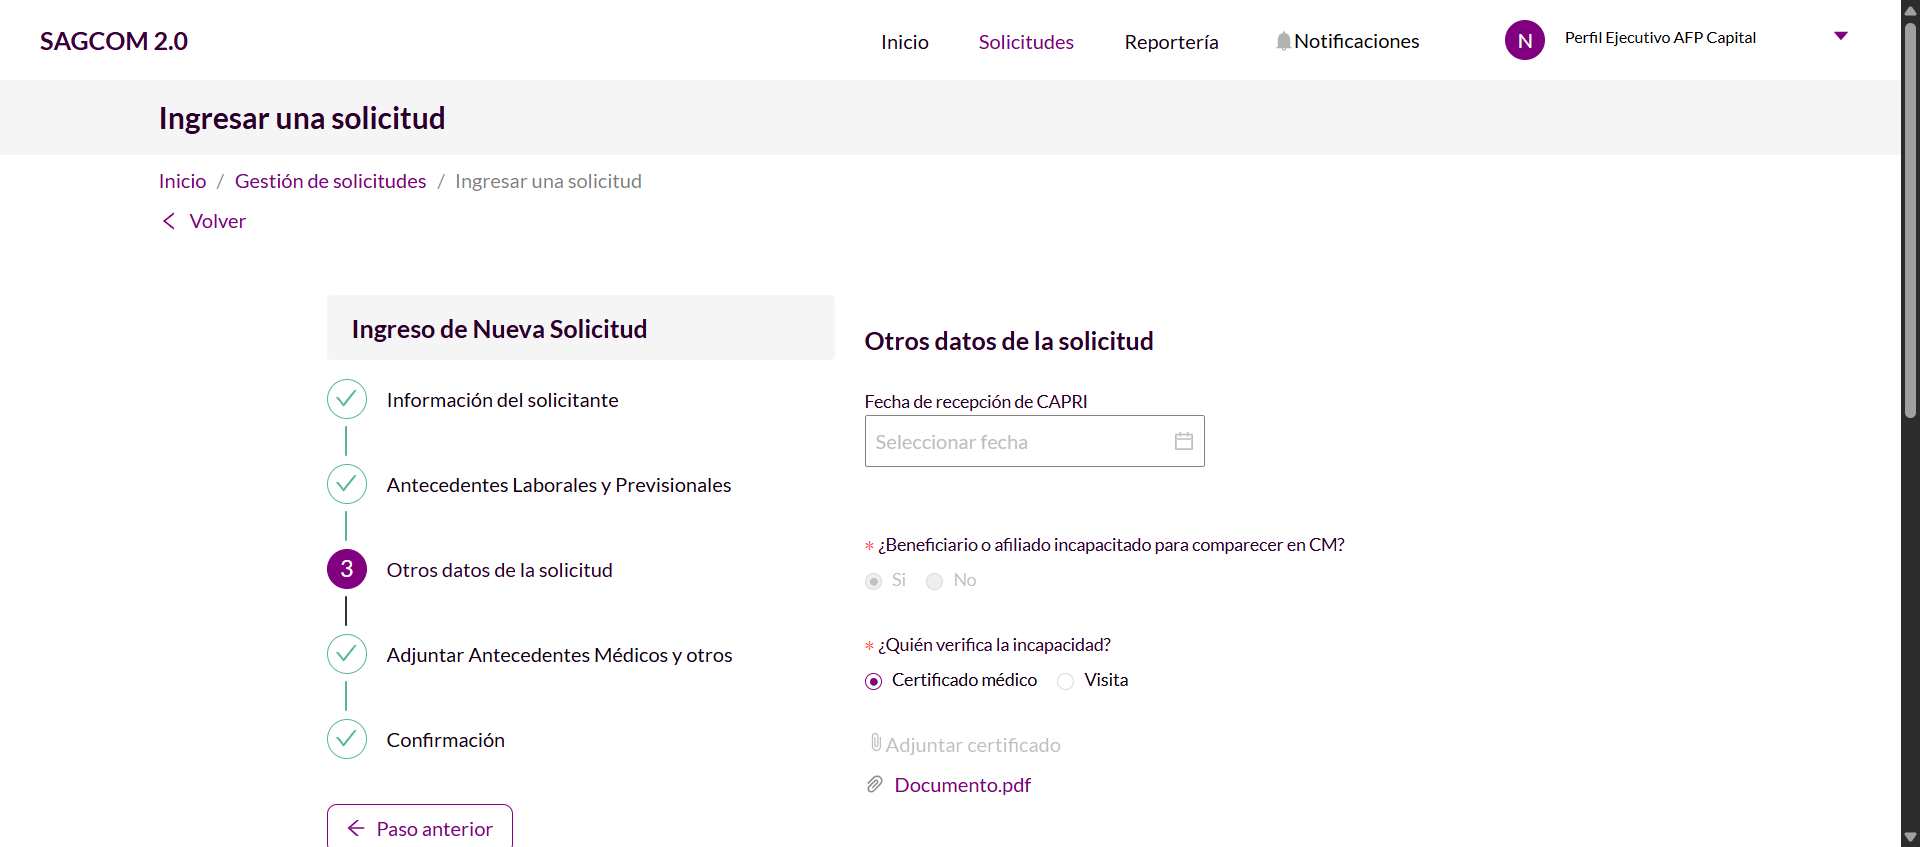 SAGCOM 2.0
Inicio
Solicitudes
Reportería
Notificaciones
N
Perfil Ejecutivo AFP Capital
Ingresar una solicitud
Inicio / Gestión de solicitudes / Ingresar una solicitud
Volver
Ingreso de Nueva Solicitud
Información del solicitante
Antecedentes Laborales y Previsionales
3 Otros datos de la solicitud
Adjuntar Antecedentes Médicos y otros
Confirmación
Paso anterior
Otros datos de la solicitud
Fecha de recepción de CAPRI
Seleccionar fecha
* ¿Beneficiario o afiliado incapacitado para comparecer en CM?
Si No
* ¿Quién verifica la incapacidad?
Certificado médico Visita
Adjuntar certificado
Documento.pdf